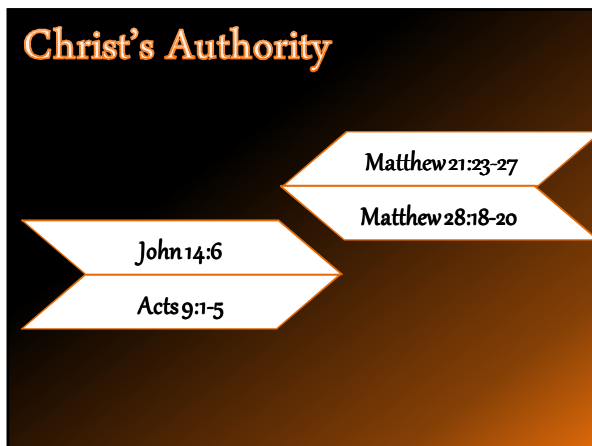 Christ's Authority
Matthew 21:23-27
Matthew 28:18-20
John 14:6
Acts 9:1-5